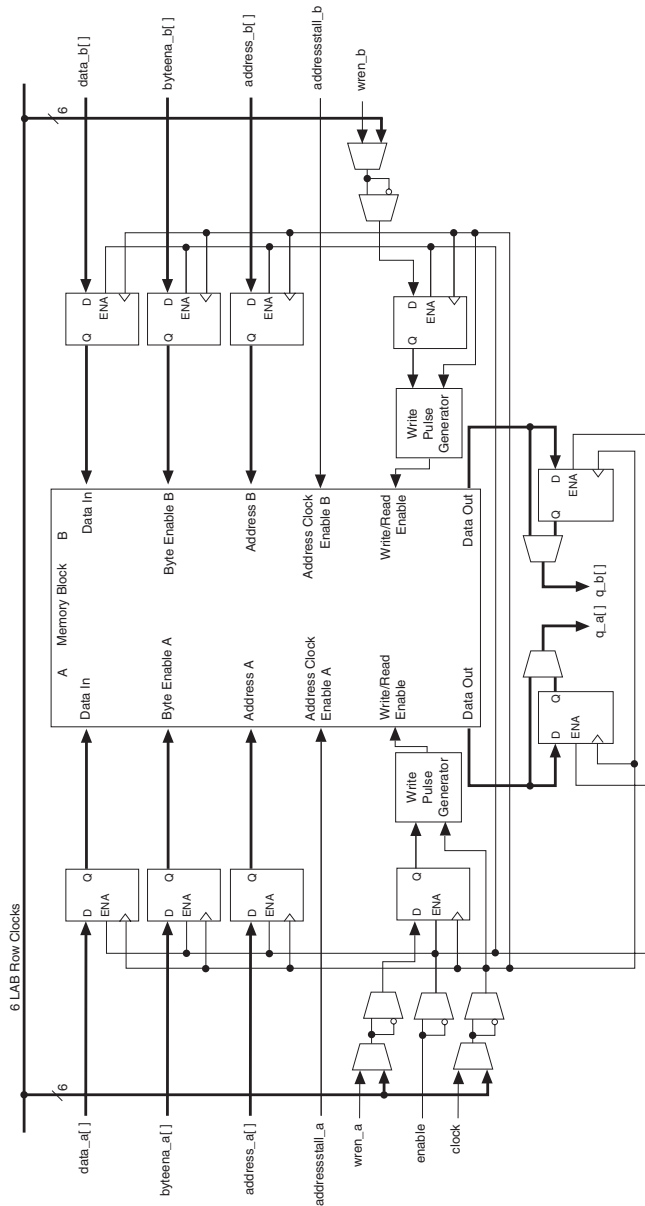 6 LAB Row Clocks
6
data_a[ ]
byteena_a[ ]
address_a[ ]
addressstall_a
wren_a
enable
clock
D
Q
ENA
D
Q
ENA
D
Q
ENA
D
Q
ENA
Write
Pulse
Generator
A
Memory Block
B
Data In
Byte Enable A
Address A
Address Clock
Enable A
Write/Read
Enable
Data Out
Data In
Byte Enable B
Address B
Address Clock
Enable B
Write/Read
Enable
Data Out
Q
D
ENA
Q
D
ENA
Q
D
ENA
Q
D
ENA
Write
Pulse
Generator
6
data_b[ ]
byteena_b[ ]
address_b[ ]
addressstall_b
wren_b
D
Q
ENA
q_a[ ]
q_b[ ]
Q
D
ENA